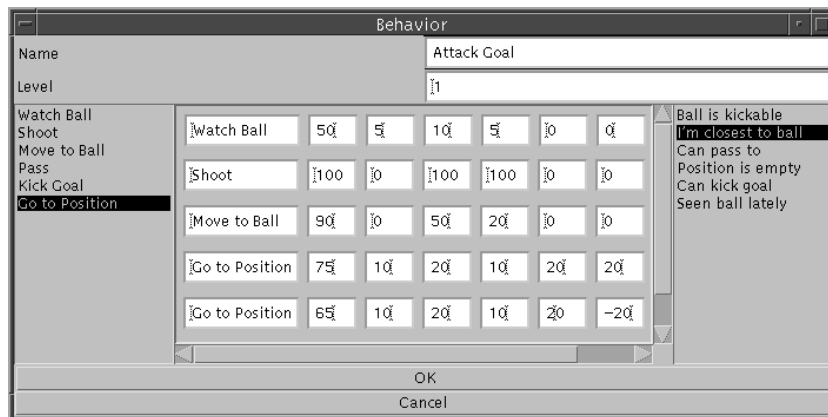 Behavior
Name Attack Goal
Level 1
Watch Ball
Shoot
Move to Ball
Pass
Kick Goal
Go to Position
Watch Ball 50 5 10 5 0 0
Shoot 100 0 100 100 0 0
Move to Ball 90 0 50 20 0 0
Go to Position 75 10 20 10 20 20
Go to Position 65 10 20 10 20 -20
Ball is kickable
I'm closest to ball
Can pass to
Position is empty
Can kick goal
Seen ball lately
OK
Cancel